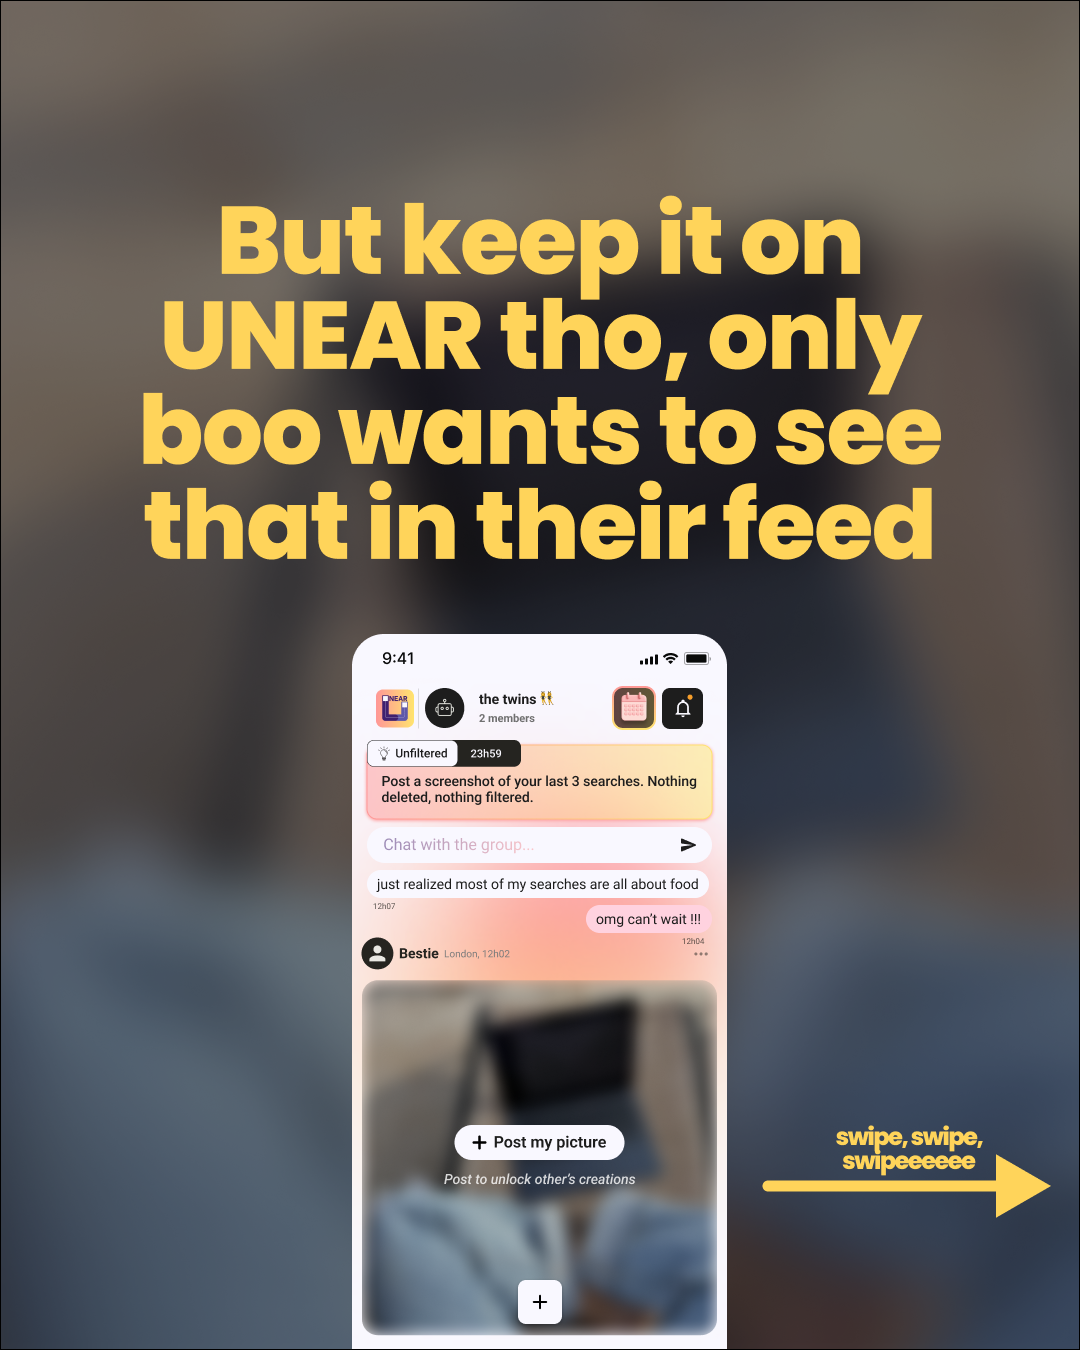 But keep it on
UNEAR tho, only
boo wants to see
that in their feed
9:41
UNEAR
the twins 👯
2 members
Unfiltered 23h59
Post a screenshot of your last 3 searches. Nothing
deleted, nothing filtered.
Chat with the group...
just realized most of my searches are all about food
12h07
omg can't wait !!!
12h04
Bestie London, 12h02
Post my picture
Post to unlock other's creations
swipe, swipe,
swipeeeeee